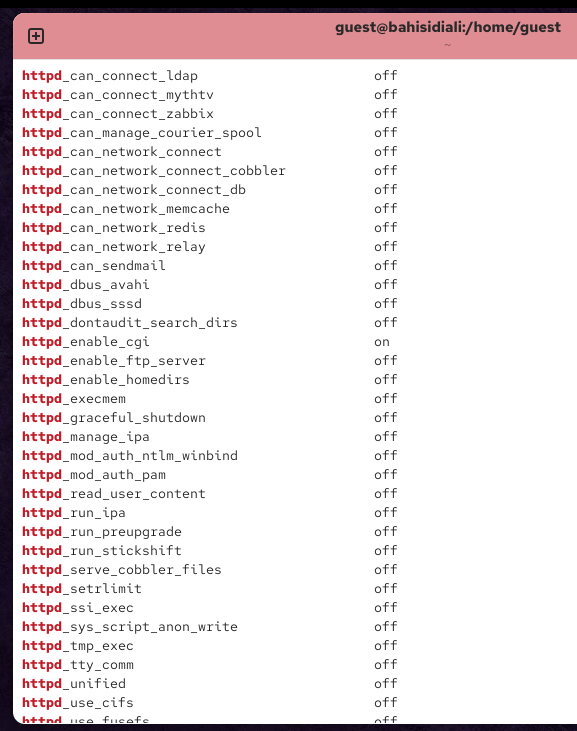 guest@bahisidiali:/home/guest
~
httpd_can_connect_ldap off
httpd_can_connect_mythtv off
httpd_can_connect_zabbix off
httpd_can_manage_courier_spool off
httpd_can_network_connect off
httpd_can_network_connect_cobbler off
httpd_can_network_connect_db off
httpd_can_network_memcache off
httpd_can_network_redis off
httpd_can_network_relay off
httpd_can_sendmail off
httpd_dbus_avahi off
httpd_dbus_sssd off
httpd_dontaudit_search_dirs off
httpd_enable_cgi on
httpd_enable_ftp_server off
httpd_enable_homedirs off
httpd_execmem off
httpd_graceful_shutdown off
httpd_manage_ipa off
httpd_mod_auth_ntlm_winbind off
httpd_mod_auth_pam off
httpd_read_user_content off
httpd_run_ipa off
httpd_run_preupgrade off
httpd_run_stickshift off
httpd_serve_cobbler_files off
httpd_setrlimit off
httpd_ssi_exec off
httpd_sys_script_anon_write off
httpd_tmp_exec off
httpd_tty_comm off
httpd_unified off
httpd_use_cifs off
httpd_use_fusefs off